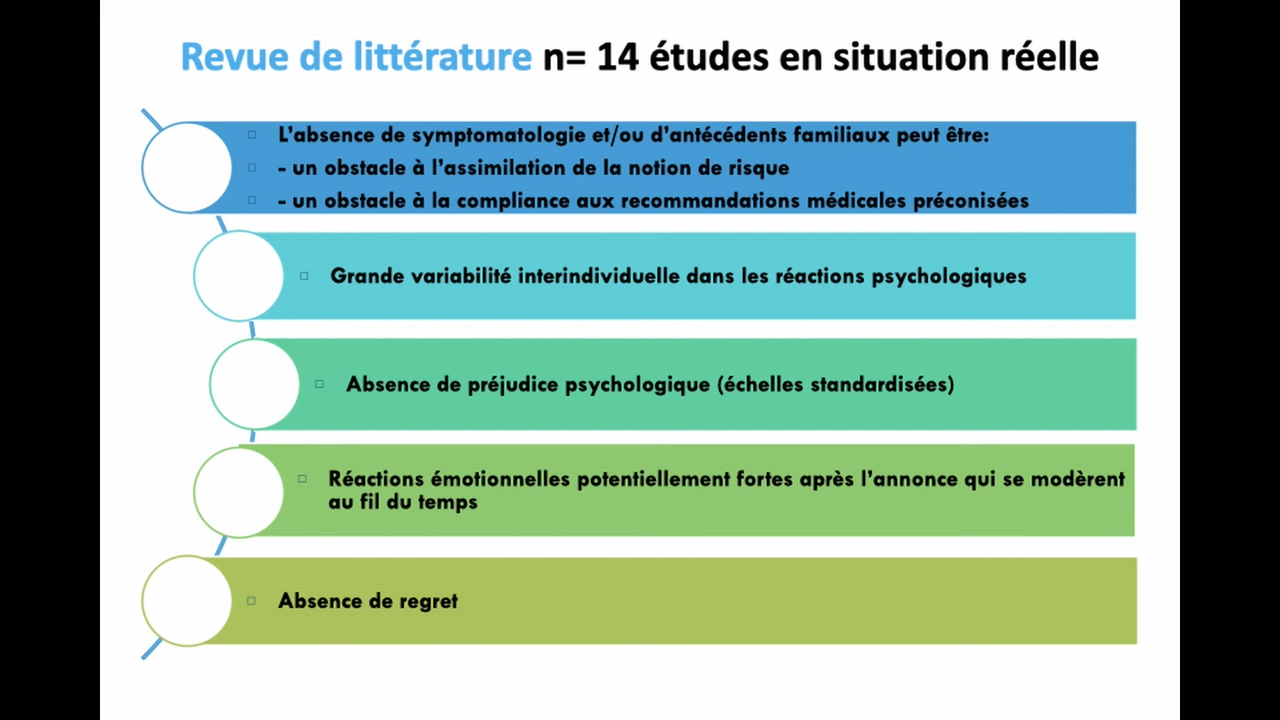 Revue de littérature n= 14 études en situation réelle
L'absence de symptomatologie et/ou d'antécédents familiaux peut être:
- un obstacle à l'assimilation de la notion de risque
- un obstacle à la compliance aux recommandations médicales préconisées
Grande variabilité interindividuelle dans les réactions psychologiques
Absence de préjudice psychologique (échelles standardisées)
Réactions émotionnelles potentiellement fortes après l'annonce qui se modèrent
au fil du temps
Absence de regret